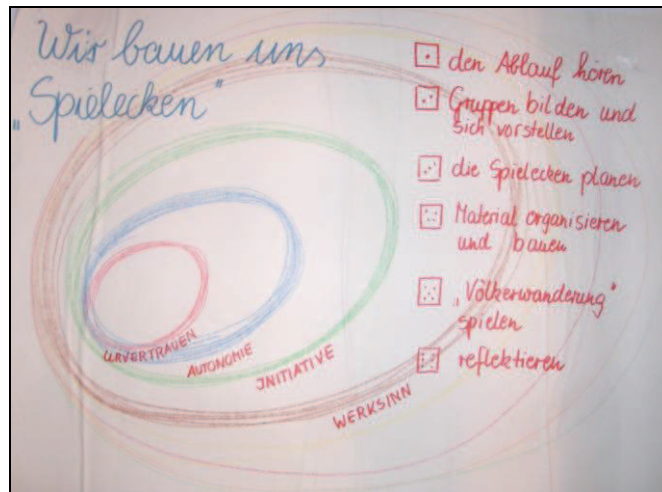 Wir bauen uns
„Spielecken"
den Ablauf hören
Gruppen bilden und
sich vorstellen
die Spielecken planen
Material organisieren
und bauen
„Völkerwanderung"
spielen
reflektieren
URVERTRAUEN
AUTONOMIE
INITIATIVE
WERKSINN